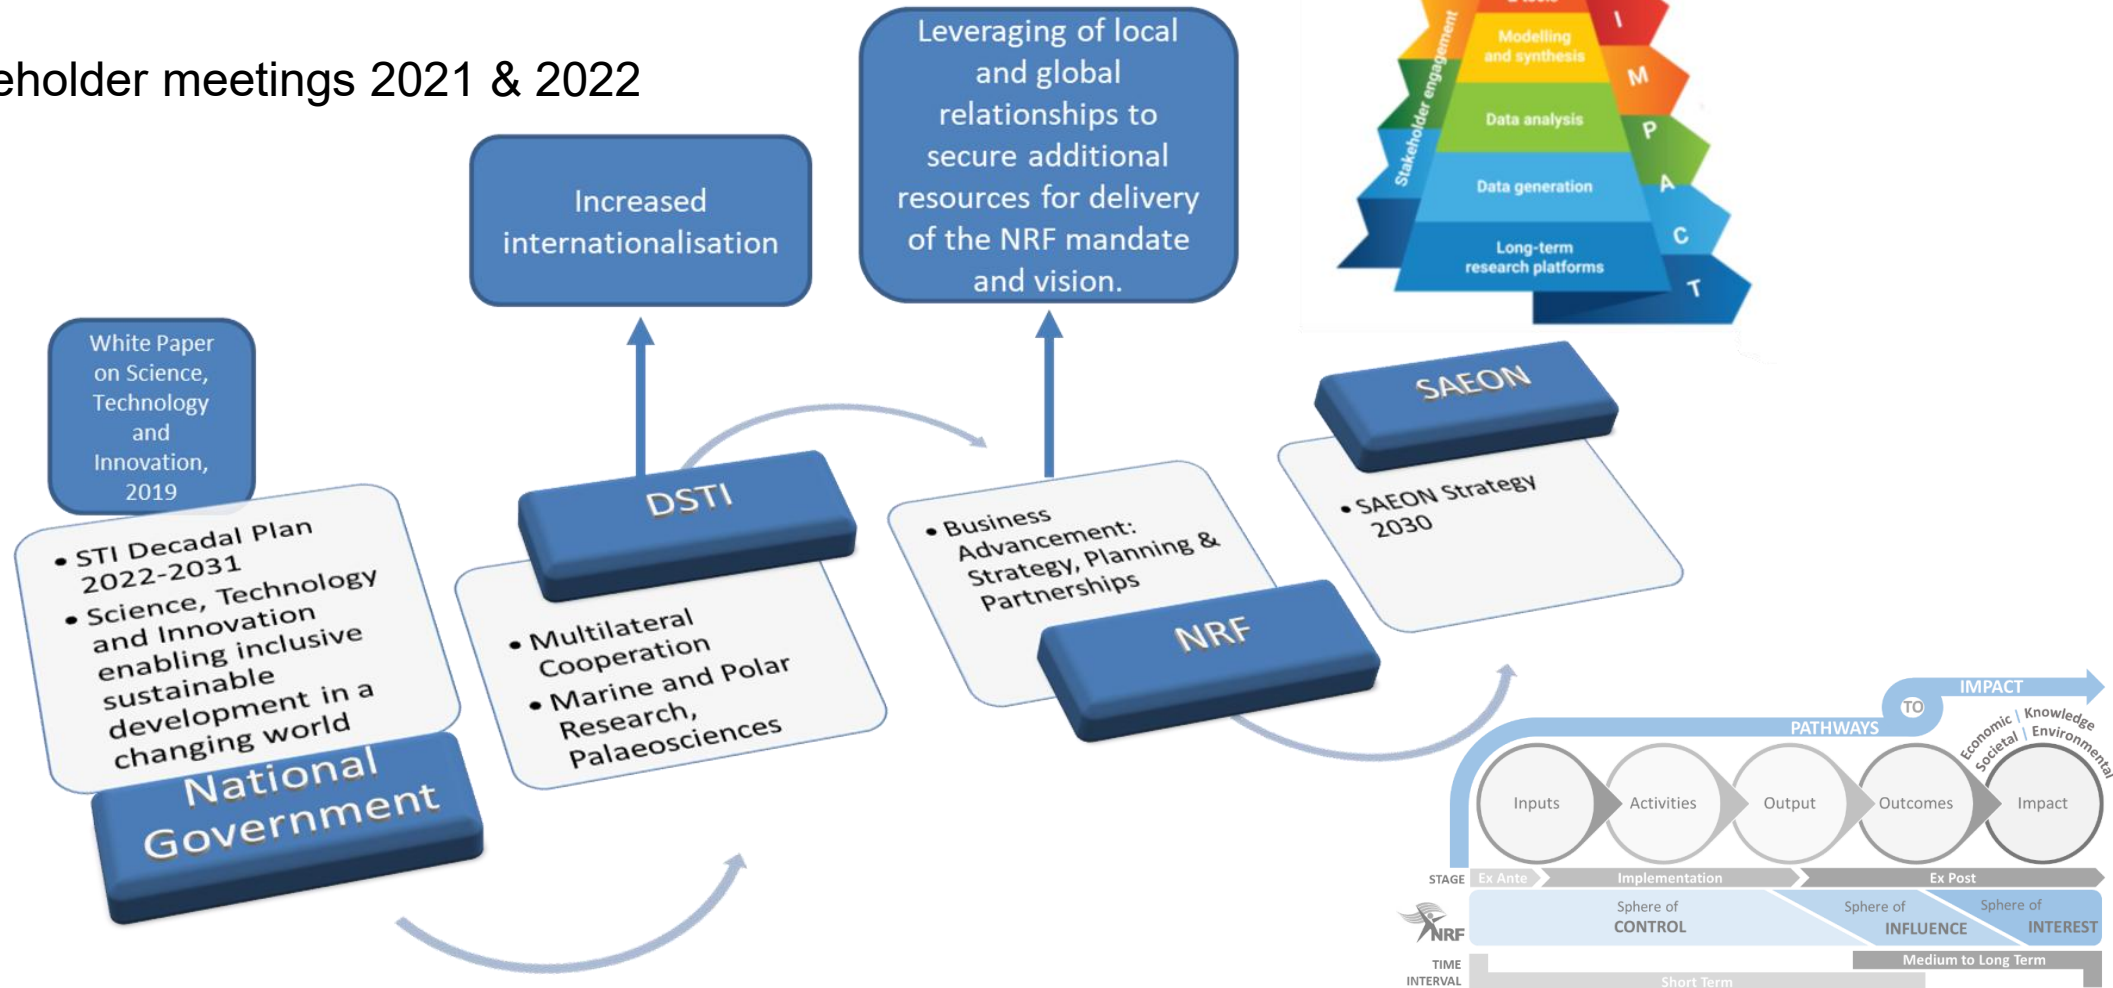 eholder meetings 2021 & 2022
White Paper
on Science,
Technology
and
Innovation,
2019
• STI Decadal Plan
2022-2031
• Science, Technology
and Innovation
enabling inclusive
sustainable
development in a
changing world
National
Government
Increased
internationalisation
DSTI
• Multilateral
Cooperation
• Marine and Polar
Research,
Palaeosciences
Leveraging of local
and global
relationships to
secure additional
resources for delivery
of the NRF mandate
and vision.
• Business
Advancement:
Strategy, Planning &
Partnerships
NRF
Stakeholder engagement
Modelling
and synthesis
Data analysis
Data generation
Long-term
research platforms
I
M
P
A
C
T
SAEON
• SAEON Strategy
2030
PATHWAYS
TO
IMPACT
Economic | Knowledge
Societal | Environmental
Inputs
Activities
Output
Outcomes
Impact
STAGE
Ex Ante
Implementation
Ex Post
NRF
Sphere of
CONTROL
Sphere of
INFLUENCE
Sphere of
INTEREST
TIME
INTERVAL
Medium to Long Term
Short Term